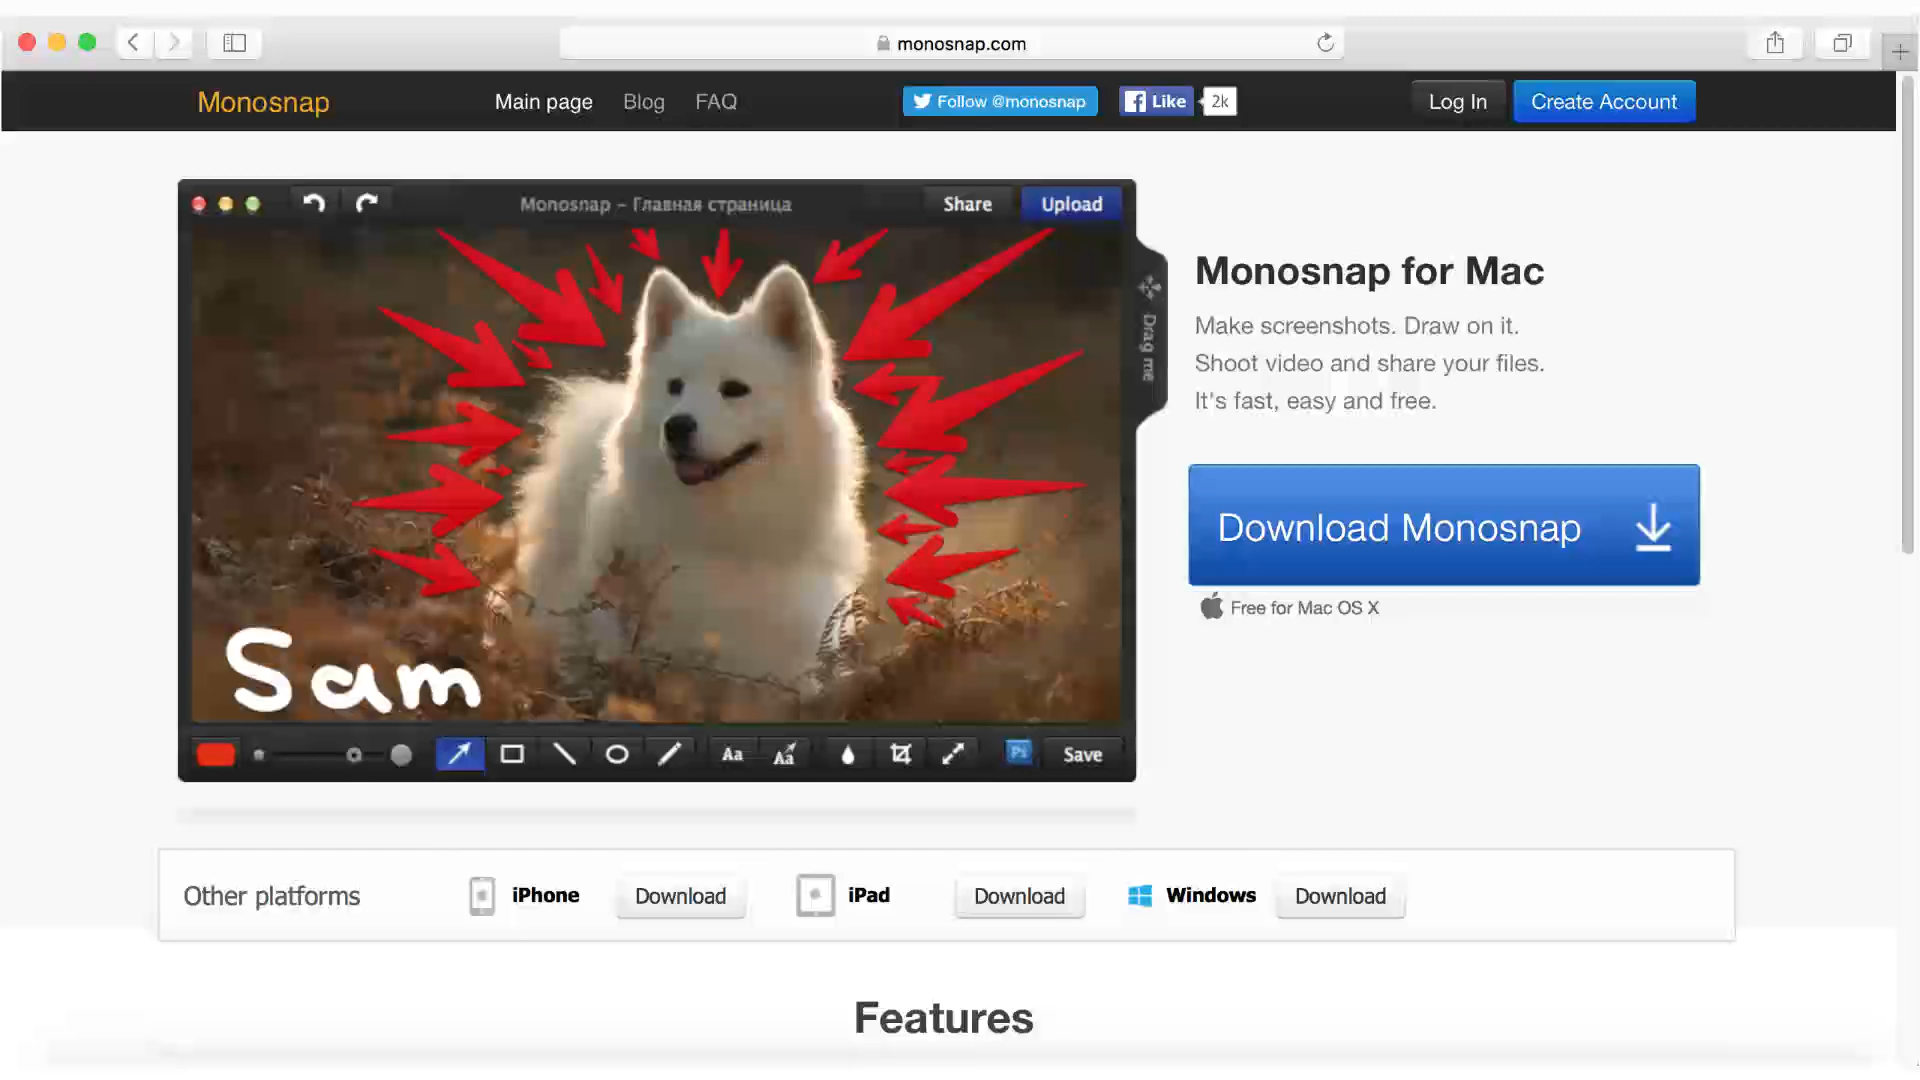 monosnap.com
Monosnap
Main page
Blog
FAQ
Follow @monosnap
Like
2k
Log In
Create Account
Monosnap – Главная страница
Share
Upload
Drag me
Sam
Aa
Aa
Ps
Save
Monosnap for Mac
Make screenshots. Draw on it.
Shoot video and share your files.
It's fast, easy and free.
Download Monosnap
Free for Mac OS X
Other platforms
iPhone
Download
iPad
Download
Windows
Download
Features